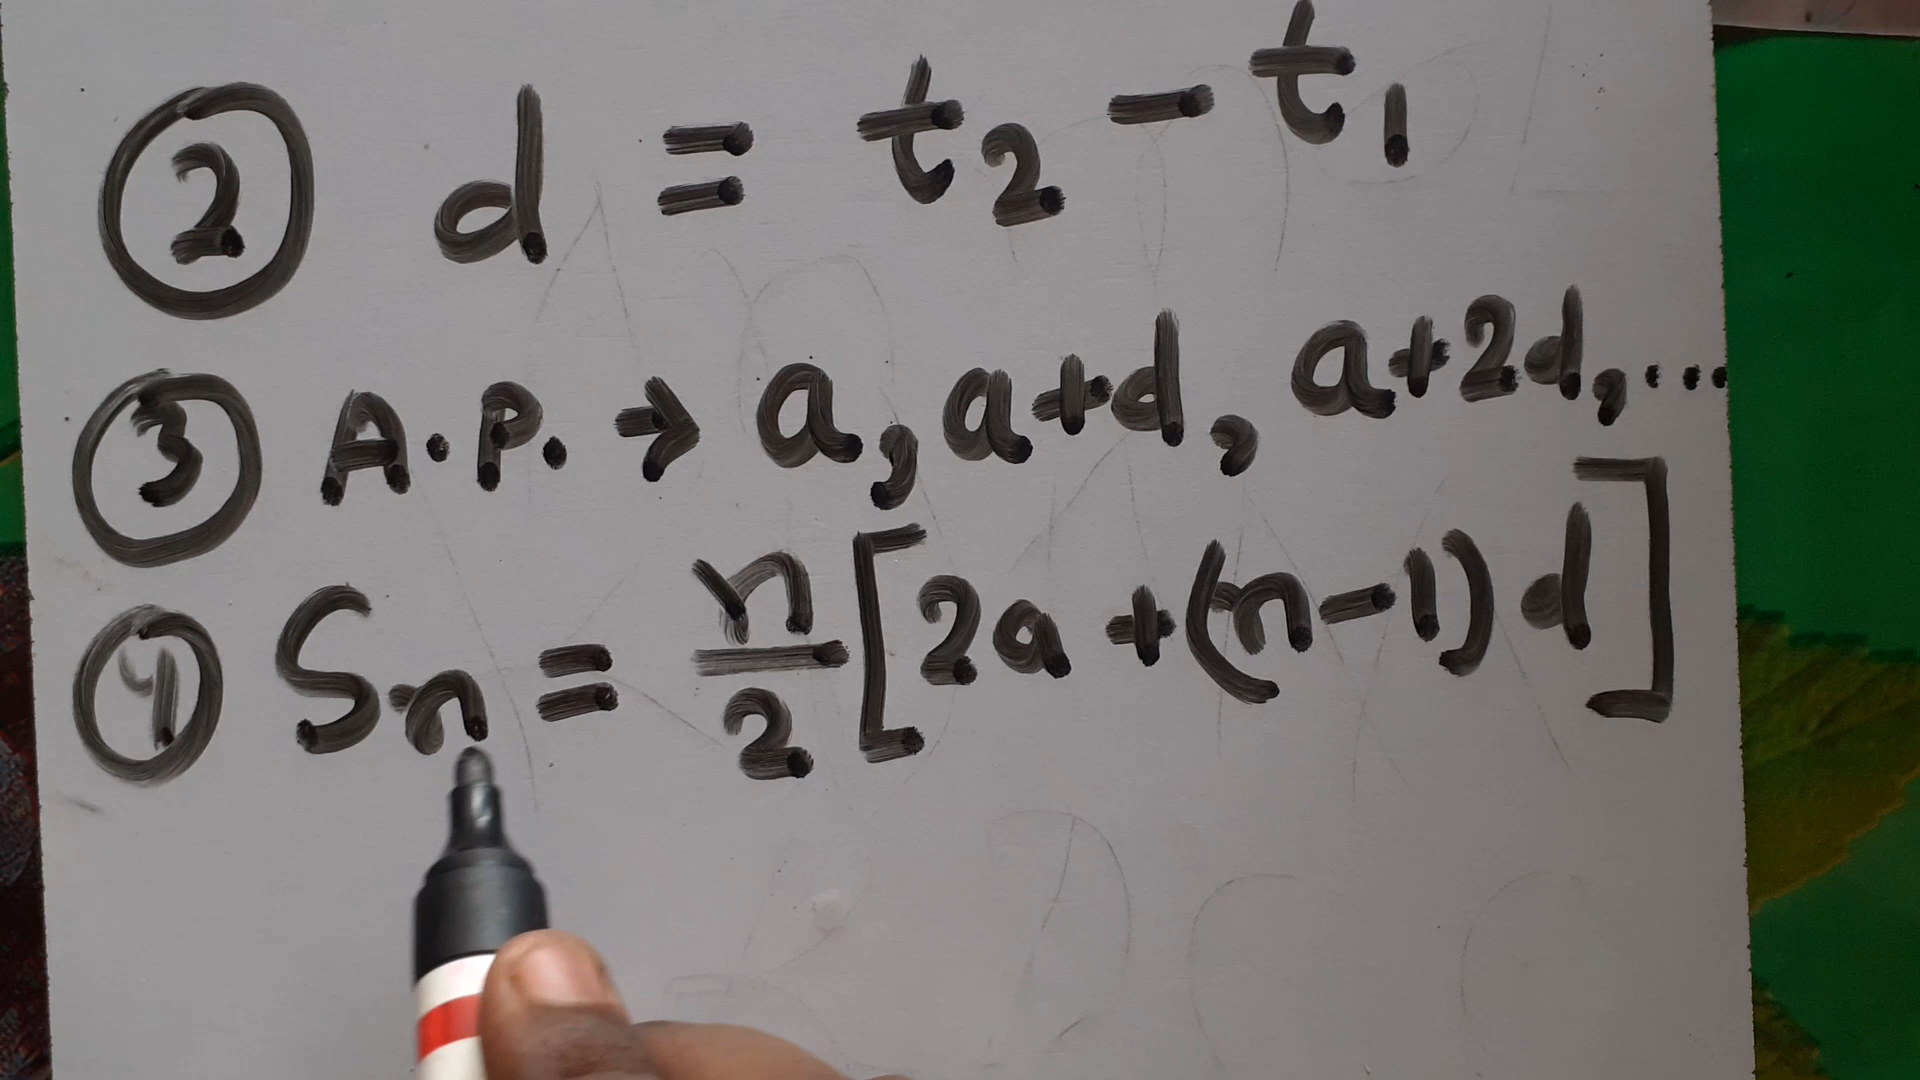 ② d = t₂ - t₁
③ A.P. → a, a+d, a+2d, ...
④ Sn = n/2 [2a + (n-1)d]